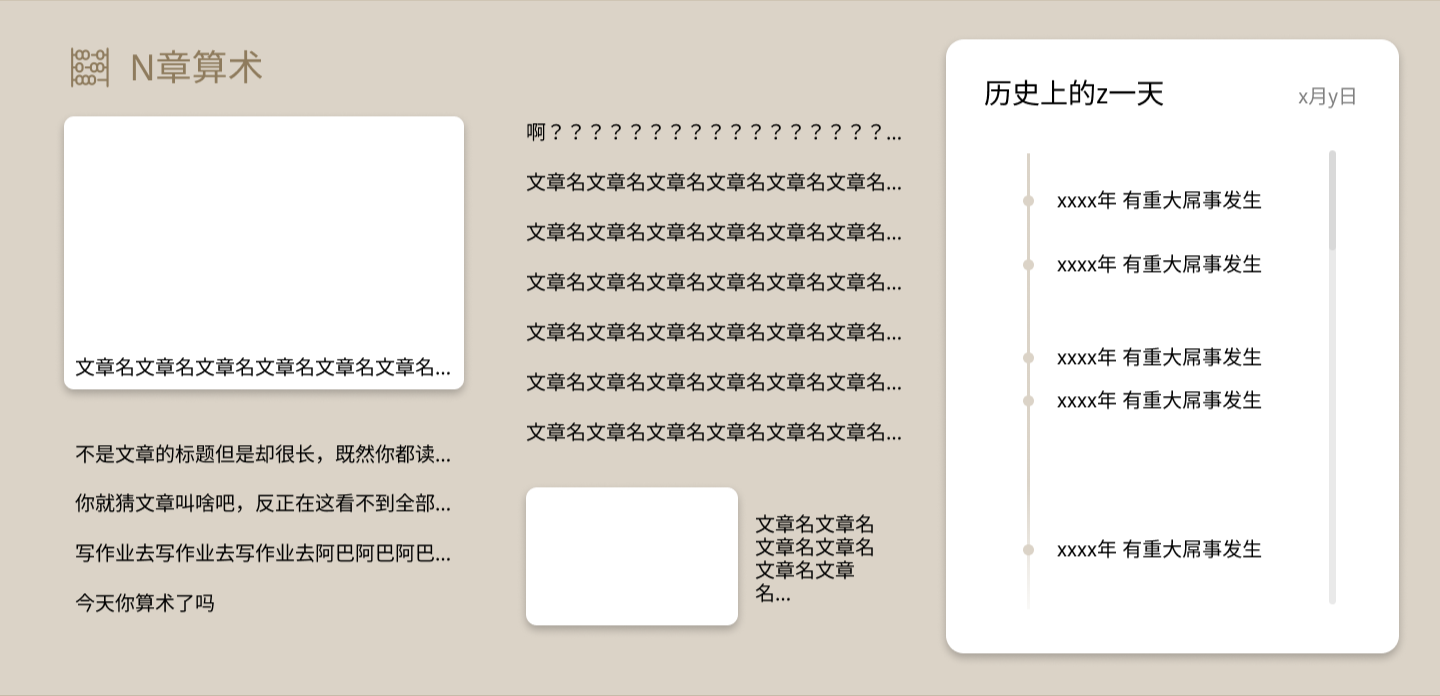 N章算术
文章名文章名文章名文章名文章名文章名...
不是文章的标题但是却很长，既然你都读...
你就猜文章叫啥吧，反正在这看不到全部...
写作业去写作业去写作业去阿巴阿巴阿巴...
今天你算术了吗
啊？？？？？？？？？？？？？？？？？...
文章名文章名文章名文章名文章名文章名...
文章名文章名文章名文章名文章名文章名...
文章名文章名文章名文章名文章名文章名...
文章名文章名文章名文章名文章名文章名...
文章名文章名文章名文章名文章名文章名...
文章名文章名文章名文章名文章名文章名...
文章名文章名
文章名文章名
文章名文章
名...
历史上的z一天
x月y日
xxxx年 有重大屌事发生
xxxx年 有重大屌事发生
xxxx年 有重大屌事发生
xxxx年 有重大屌事发生
xxxx年 有重大屌事发生